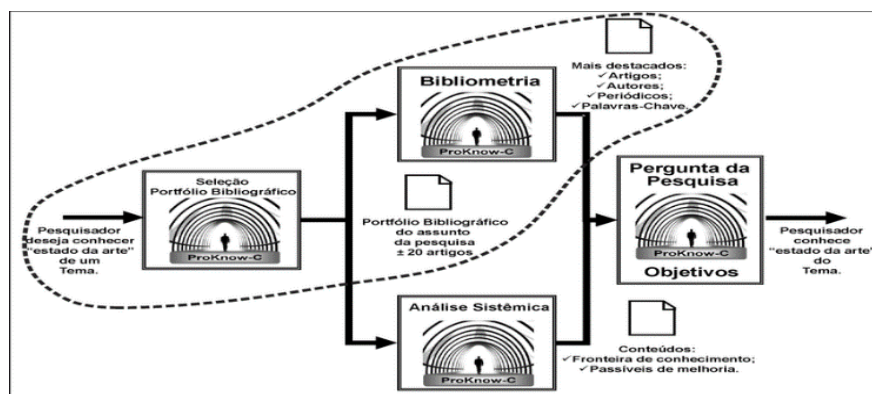 Pesquisador
deseja conhecer
"estado da arte"
de um
Tema.
Seleção
Portfólio Bibliográfico
ProKnow-C
Bibliometria
ProKnow-C
Mais destacados:
✓Artigos;
✓Autores;
✓Periódicos;
✓Palavras-Chave.
Portfólio Bibliográfico
do assunto
da pesquisa
± 20 artigos
Análise Sistêmica
ProKnow-C
Conteúdos:
✓Fronteira de conhecimento;
✓Passíveis de melhoria.
Pergunta da
Pesquisa
ProKnow-C
Objetivos
Pesquisador
conhece
"estado da arte"
do
Tema.